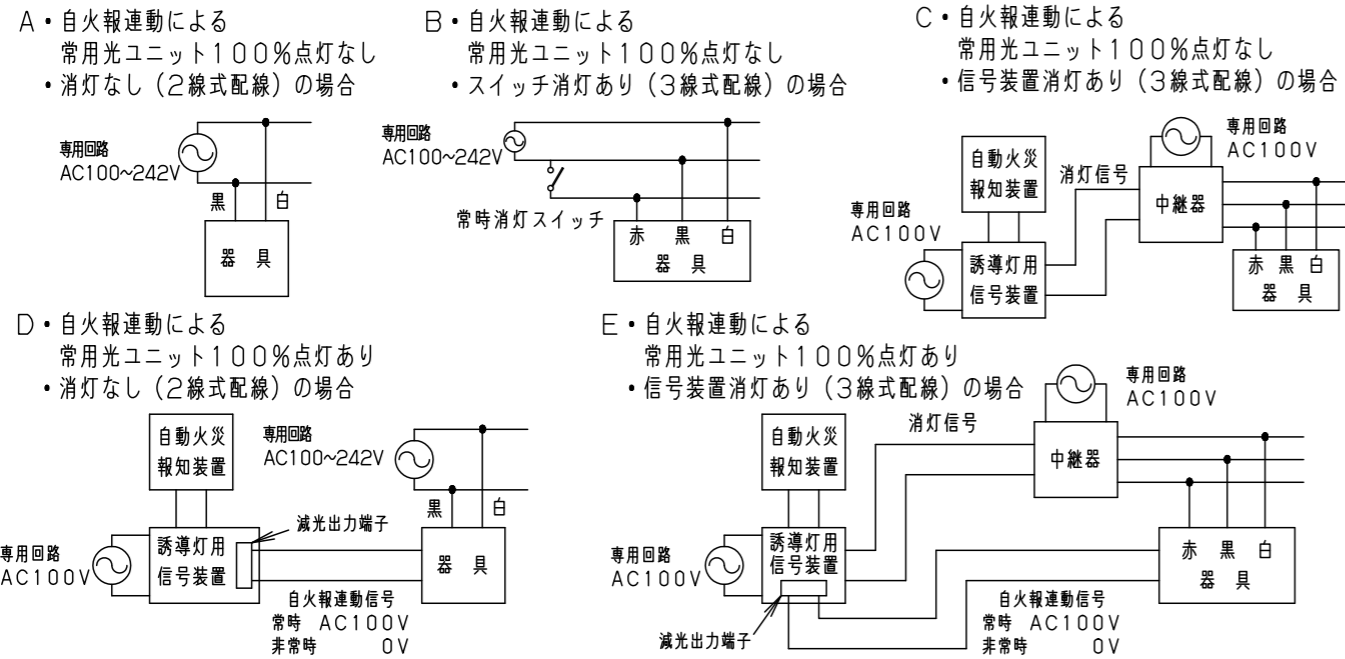 A・自火報連動による
常用光ユニット100%点灯なし
・消灯なし(2線式配線)の場合
専用回路
AC100~242V
黒 白
器 具
B・自火報連動による
常用光ユニット100%点灯なし
・スイッチ消灯あり(3線式配線)の場合
専用回路
AC100~242V
常時消灯スイッチ
赤 黒 白
器 具
C・自火報連動による
常用光ユニット100%点灯なし
・信号装置消灯あり(3線式配線)の場合
専用回路
AC100V
自動火災
報知装置
消灯信号
中継器
専用回路
AC100V
誘導灯用
信号装置
赤 黒 白
器 具
D・自火報連動による
常用光ユニット100%点灯あり
・消灯なし(2線式配線)の場合
自動火災
報知装置
専用回路
AC100~242V
黒 白
減光出力端子
専用回路
AC100V
誘導灯用
信号装置
器 具
自火報連動信号
常時 AC100V
非常時 0V
E・自火報連動による
常用光ユニット100%点灯あり
・信号装置消灯あり(3線式配線)の場合
専用回路
AC100V
消灯信号
自動火災
報知装置
中継器
専用回路
AC100V
誘導灯用
信号装置
赤 黒 白
器 具
減光出力端子
自火報連動信号
常時 AC100V
非常時 0V